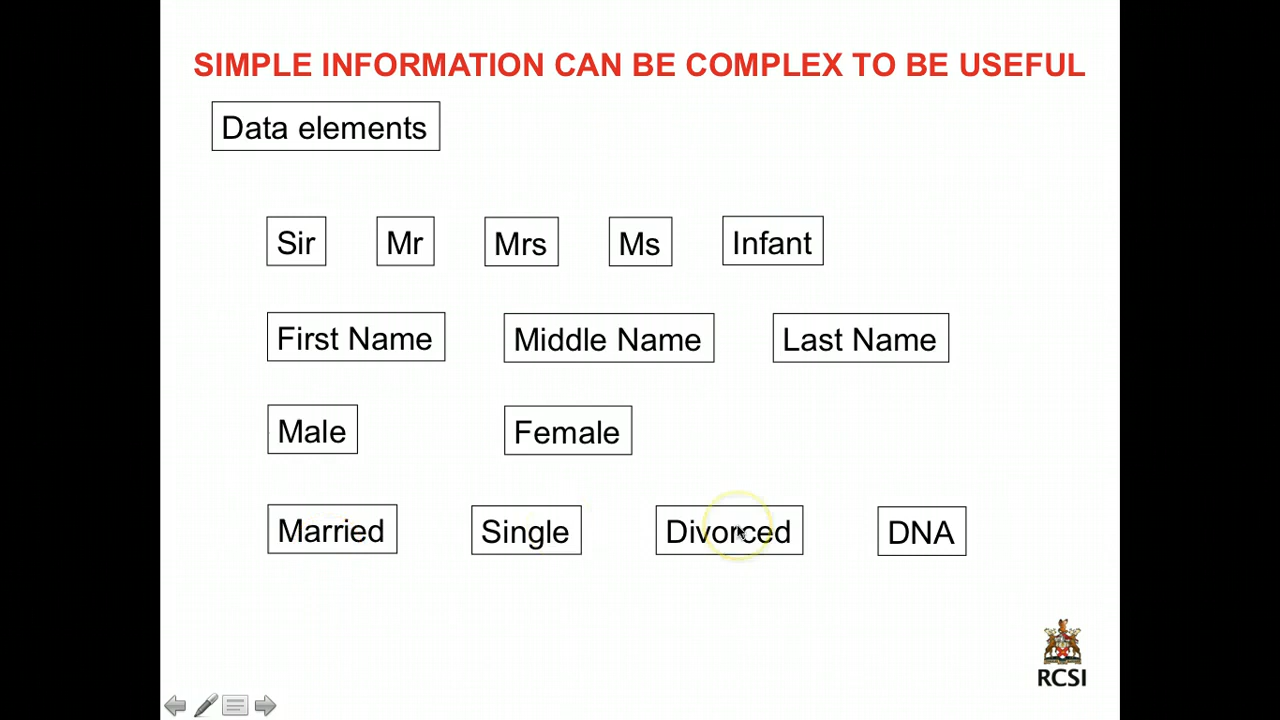 SIMPLE INFORMATION CAN BE COMPLEX TO BE USEFUL
Data elements
Sir Mr Mrs Ms Infant
First Name Middle Name Last Name
Male Female
Married Single Divorced DNA
RCSI